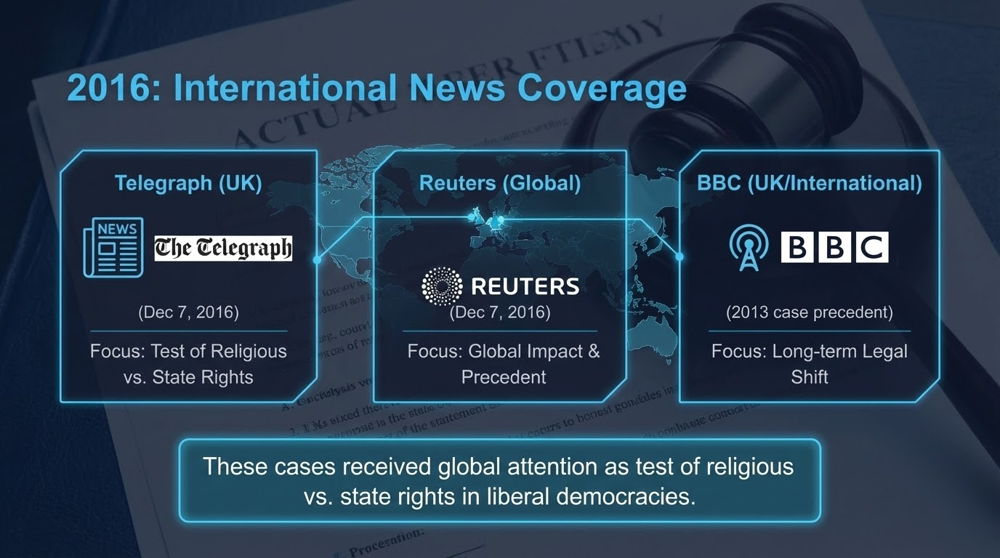 2016: International News Coverage
ACTUAL
Telegraph (UK)
NEWS
The Telegraph
(Dec 7, 2016)
Focus: Test of Religious
vs. State Rights
Reuters (Global)
REUTERS
(Dec 7, 2016)
Focus: Global Impact &
Precedent
BBC (UK/International)
BBC
(2013 case precedent)
Focus: Long-term Legal
Shift
These cases received global attention as test of religious
vs. state rights in liberal democracies.